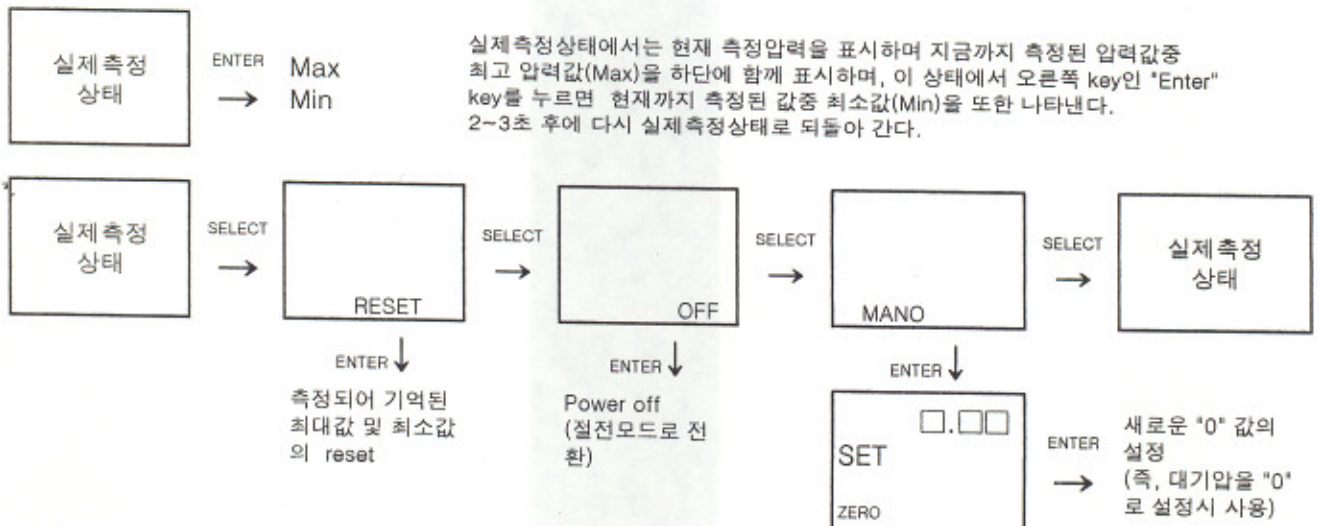 실제측정
상태
ENTER
Max
Min
실제측정상태에서는 현재 측정압력을 표시하며 지금까지 측정된 압력값중
최고 압력값(Max)을 하단에 함께 표시하며, 이 상태에서 오른쪽 key인 "Enter"
key를 누르면 현재까지 측정된 값중 최소값(Min)을 또한 나타낸다.
2~3초 후에 다시 실제측정상태로 되돌아 간다.
실제측정
상태
SELECT
RESET
SELECT
OFF
SELECT
MANO
SELECT
실제측정
상태
ENTER
측정되어 기억된
최대값 및 최소값
의 reset
ENTER
Power off
(절전모드로 전
환)
ENTER
□.□□
SET
ZERO
ENTER
새로운 "0" 값의
설정
(즉, 대기압을 "0"
로 설정시 사용)